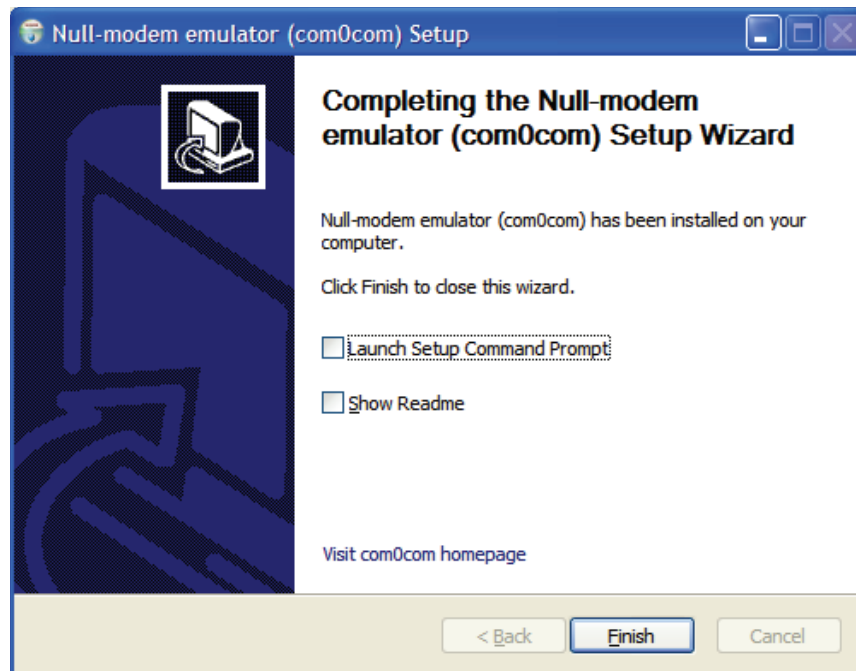 Null-modem emulator (com0com) Setup
Completing the Null-modem
emulator (com0com) Setup Wizard
Null-modem emulator (com0com) has been installed on your
computer.
Click Finish to close this wizard.
Launch Setup Command Prompt
Show Readme
Visit com0com homepage
< Back
Finish
Cancel